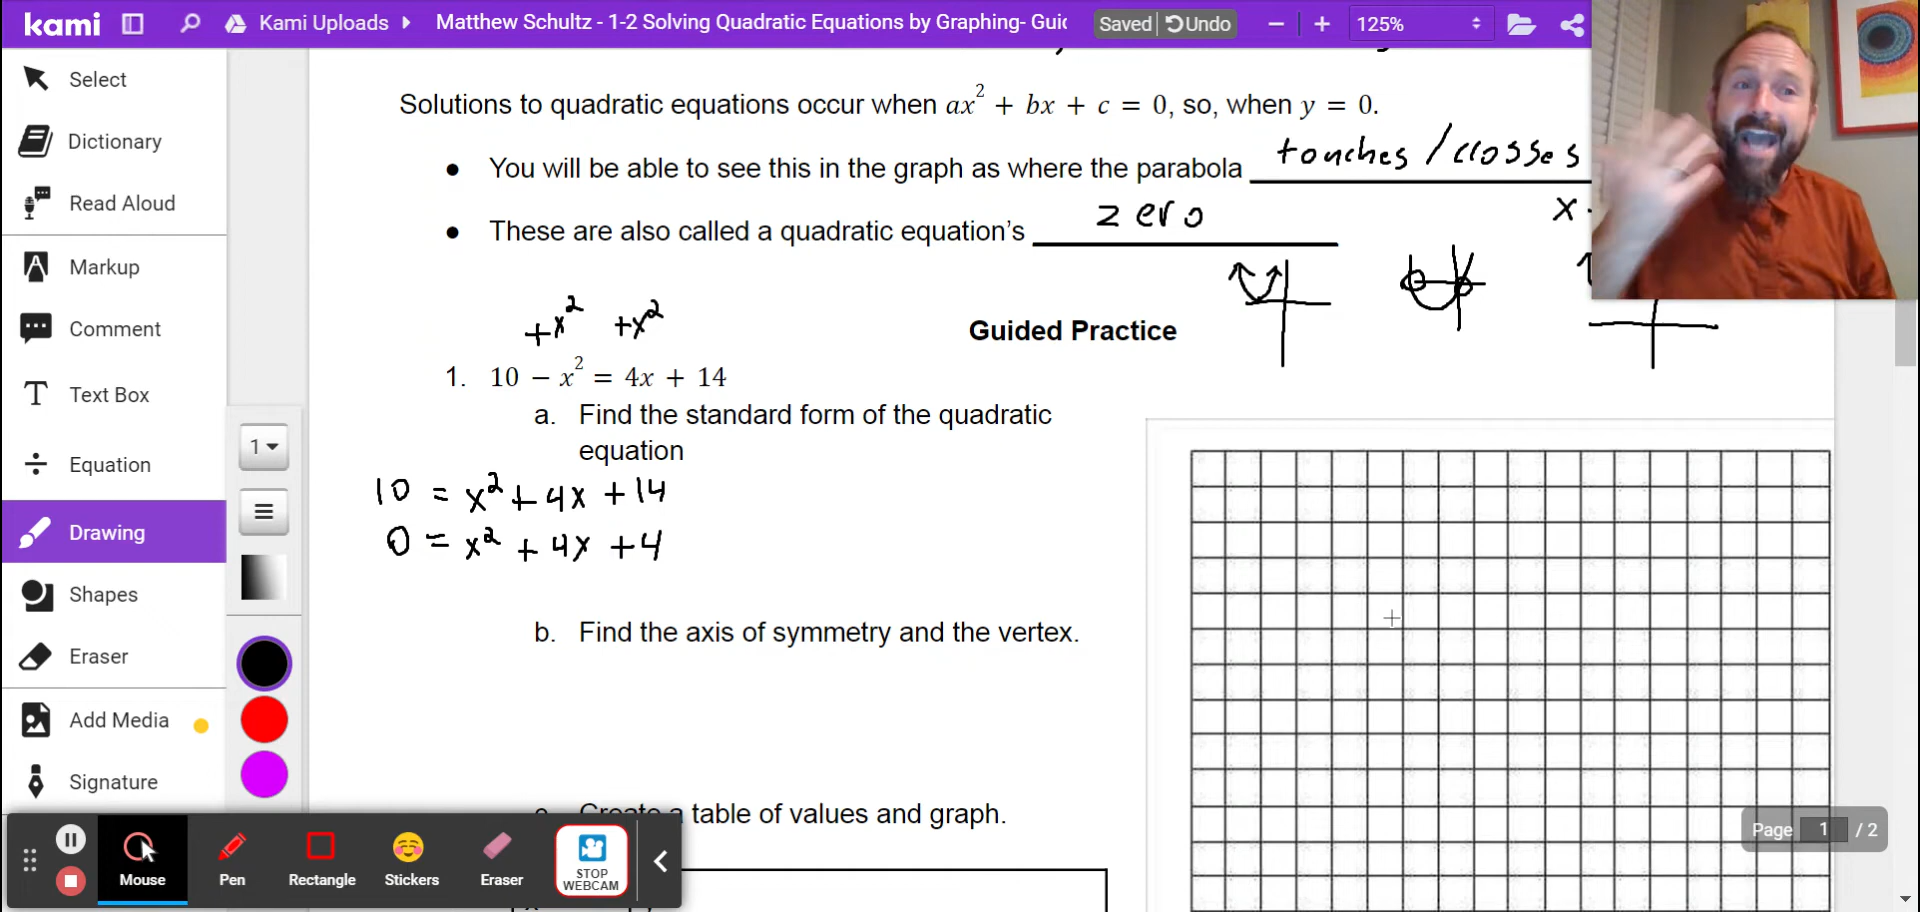 kami
Kami Uploads
Matthew Schultz - 1-2 Solving Quadratic Equations by Graphing- Guid
Saved
Undo
125%
Select
Dictionary
Read Aloud
Markup
Comment
Text Box
Equation
Drawing
Shapes
Eraser
Add Media
Signature
1
Solutions to quadratic equations occur when ax² + bx + c = 0, so, when y = 0.
● You will be able to see this in the graph as where the parabola touches / crosses
x-
● These are also called a quadratic equation's zero
+x² +x²
Guided Practice
1. 10 − x² = 4x + 14
a. Find the standard form of the quadratic
equation
10 = x² + 4x + 14
0 = x² + 4x + 4
b. Find the axis of symmetry and the vertex.
Create a table of values and graph.
Page 1 / 2
Mouse
Pen
Rectangle
Stickers
Eraser
STOP
WEBCAM